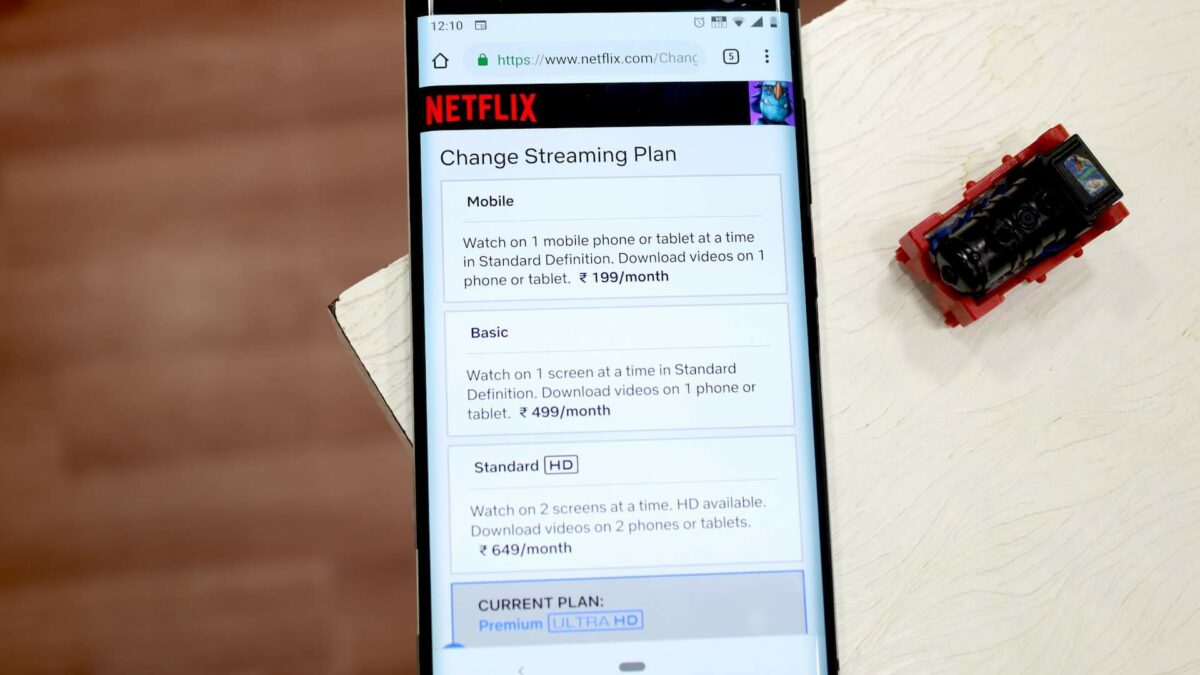 12:10
https://www.netflix.com/Chang
5
NETFLIX
Change Streaming Plan
Mobile
Watch on 1 mobile phone or tablet at a time
in Standard Definition. Download videos on 1
phone or tablet. ₹ 199/month
Basic
Watch on 1 screen at a time in Standard
Definition. Download videos on 1 phone or
tablet. ₹ 499/month
Standard HD
Watch on 2 screens at a time. HD available.
Download videos on 2 phones or tablets.
₹ 649/month
CURRENT PLAN:
Premium ULTRA HD